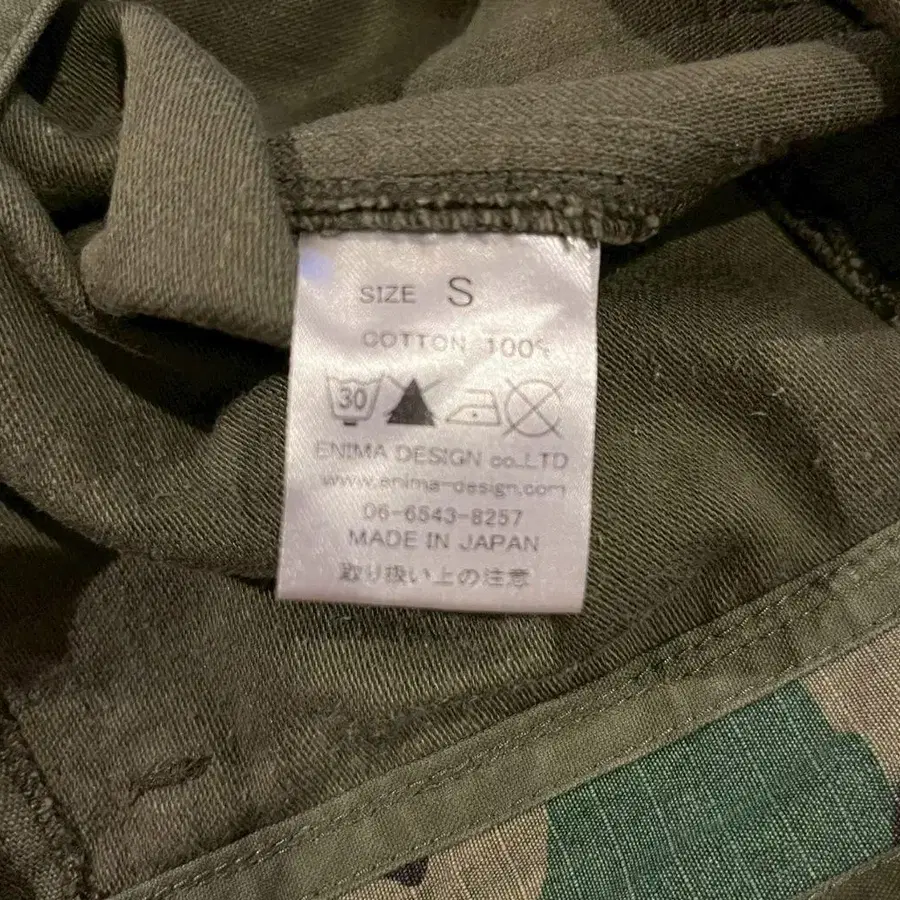 SIZE S
COTTON 100%
30
ENIMA DESIGN co.,LTD
www.enima-design.com
06-6543-8257
MADE IN JAPAN
取り扱い上の注意